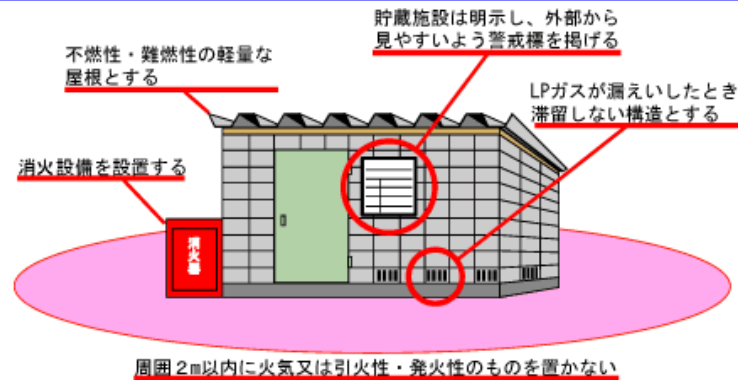 貯蔵施設は明示し、外部から
見やすいよう警戒標を掲げる
不燃性・難燃性の軽量な
屋根とする
LPガスが漏えいしたとき
滞留しない構造とする
消火設備を設置する
消火器
周囲2m以内に火気又は引火性・発火性のものを置かない